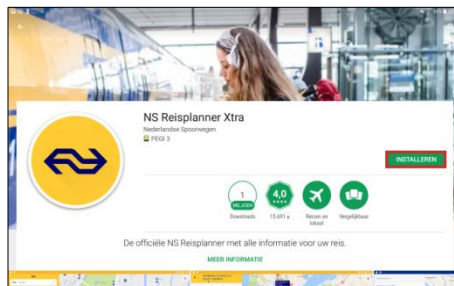 NS Reisplanner Xtra
Nederlandse Spoorwegen
PEGI 3
INSTALLEREN
1
MILJOEN
4,0
Downloads
15.691
Reizen en
lokaal
Vergelijkbaar
De officiële NS Reisplanner met alle informatie voor uw reis.
MEER INFORMATIE